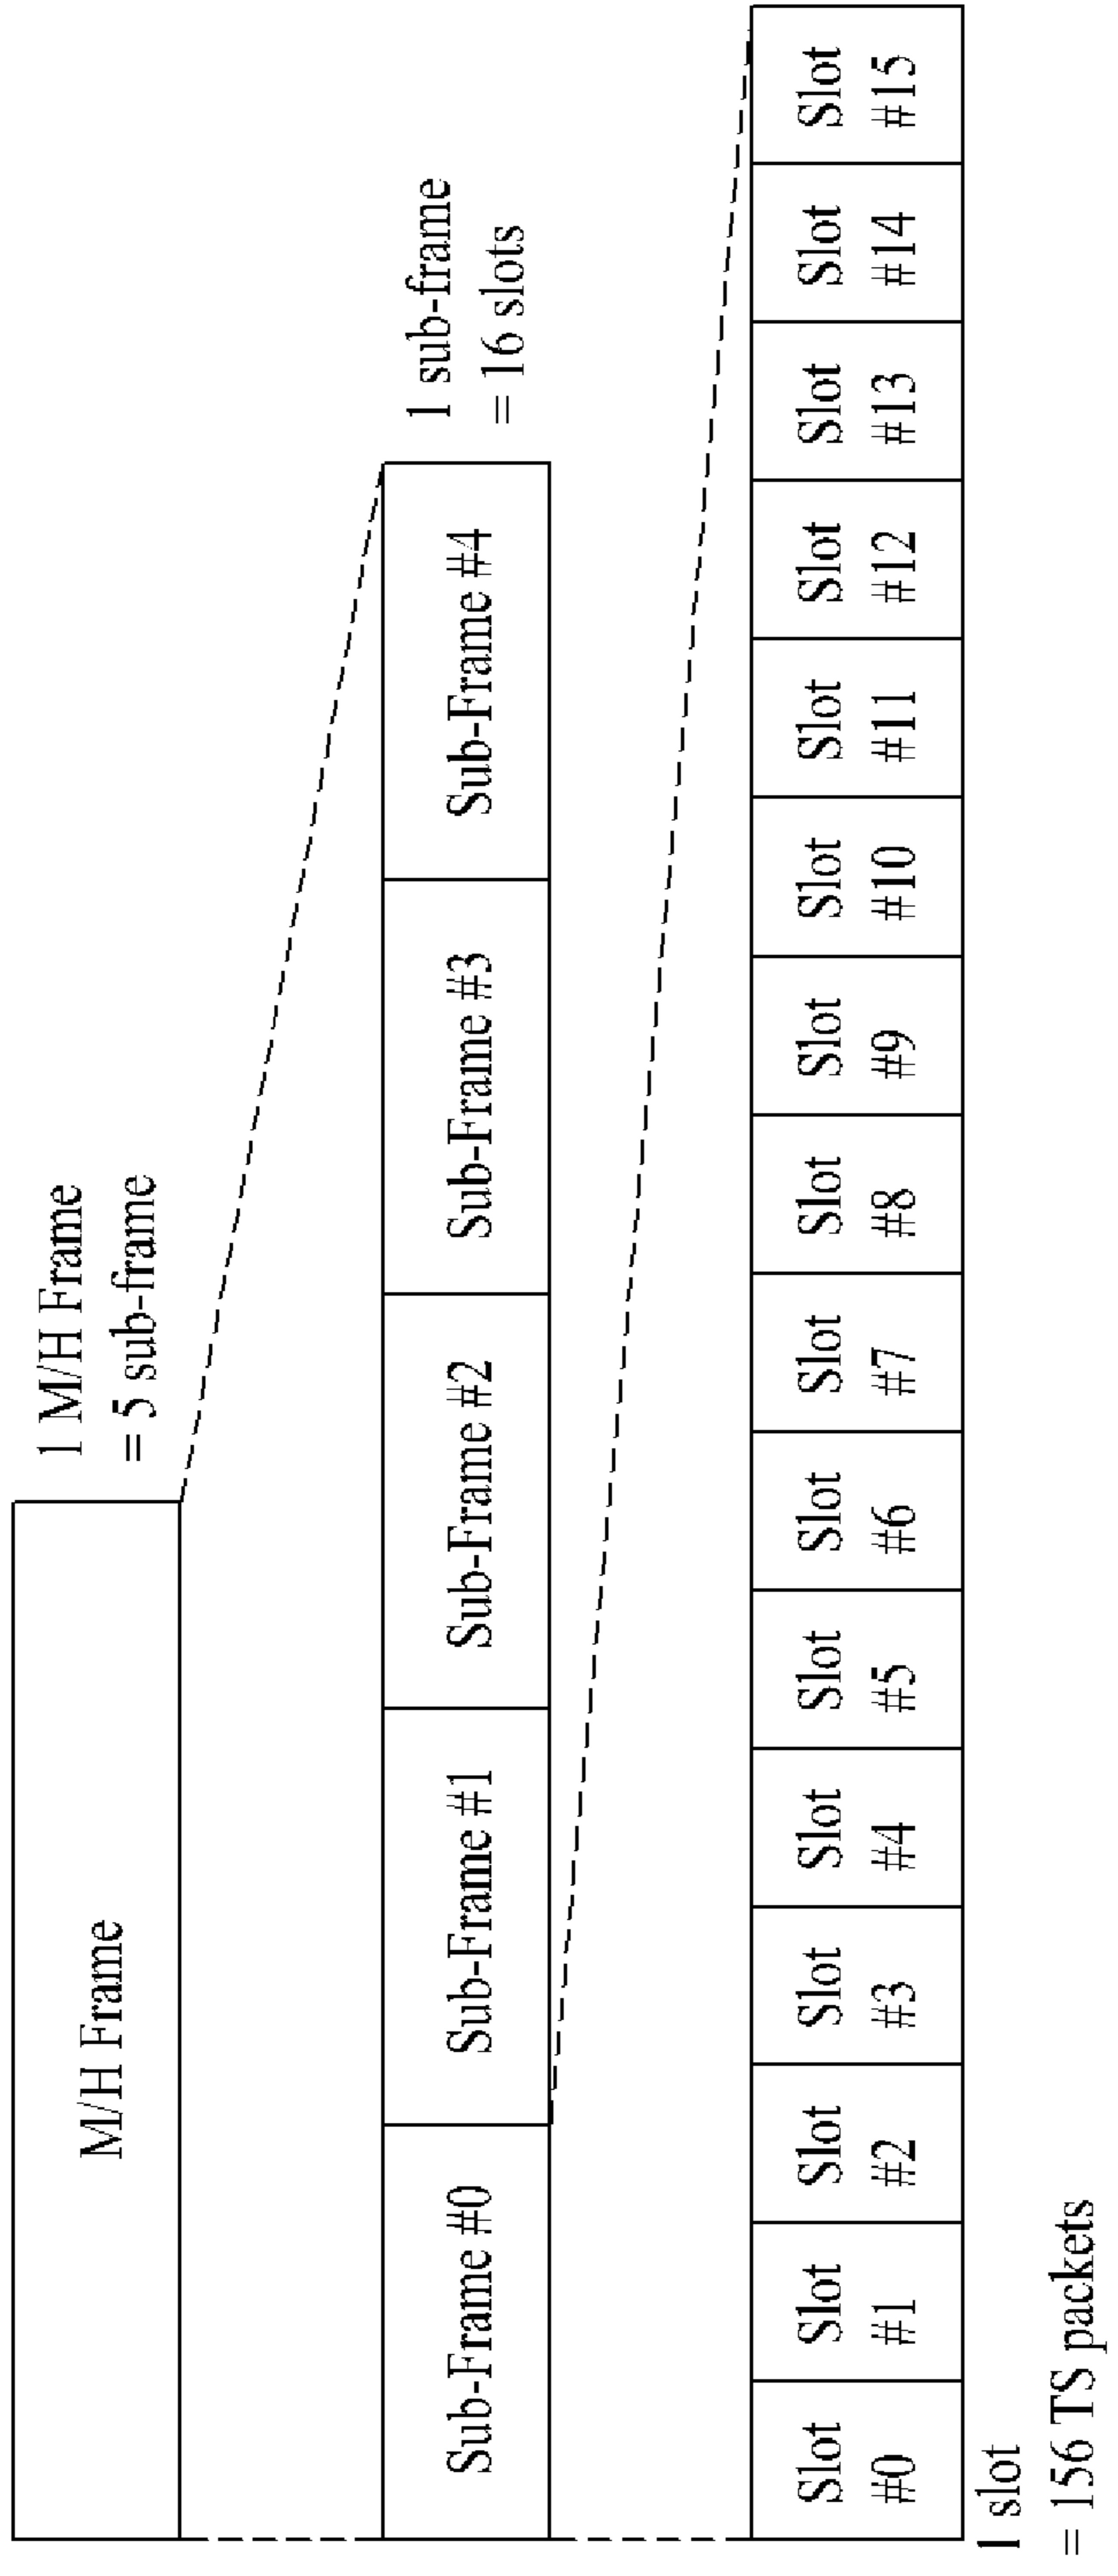 1 M/H Frame
= 5 sub-frame
M/H Frame
1 sub-frame
= 16 slots
Sub-Frame #0
Sub-Frame #1
Sub-Frame #2
Sub-Frame #3
Sub-Frame #4
Slot
#0
Slot
#1
Slot
#2
Slot
#3
Slot
#4
Slot
#5
Slot
#6
Slot
#7
Slot
#8
Slot
#9
Slot
#10
Slot
#11
Slot
#12
Slot
#13
Slot
#14
Slot
#15
1 slot
= 156 TS packets